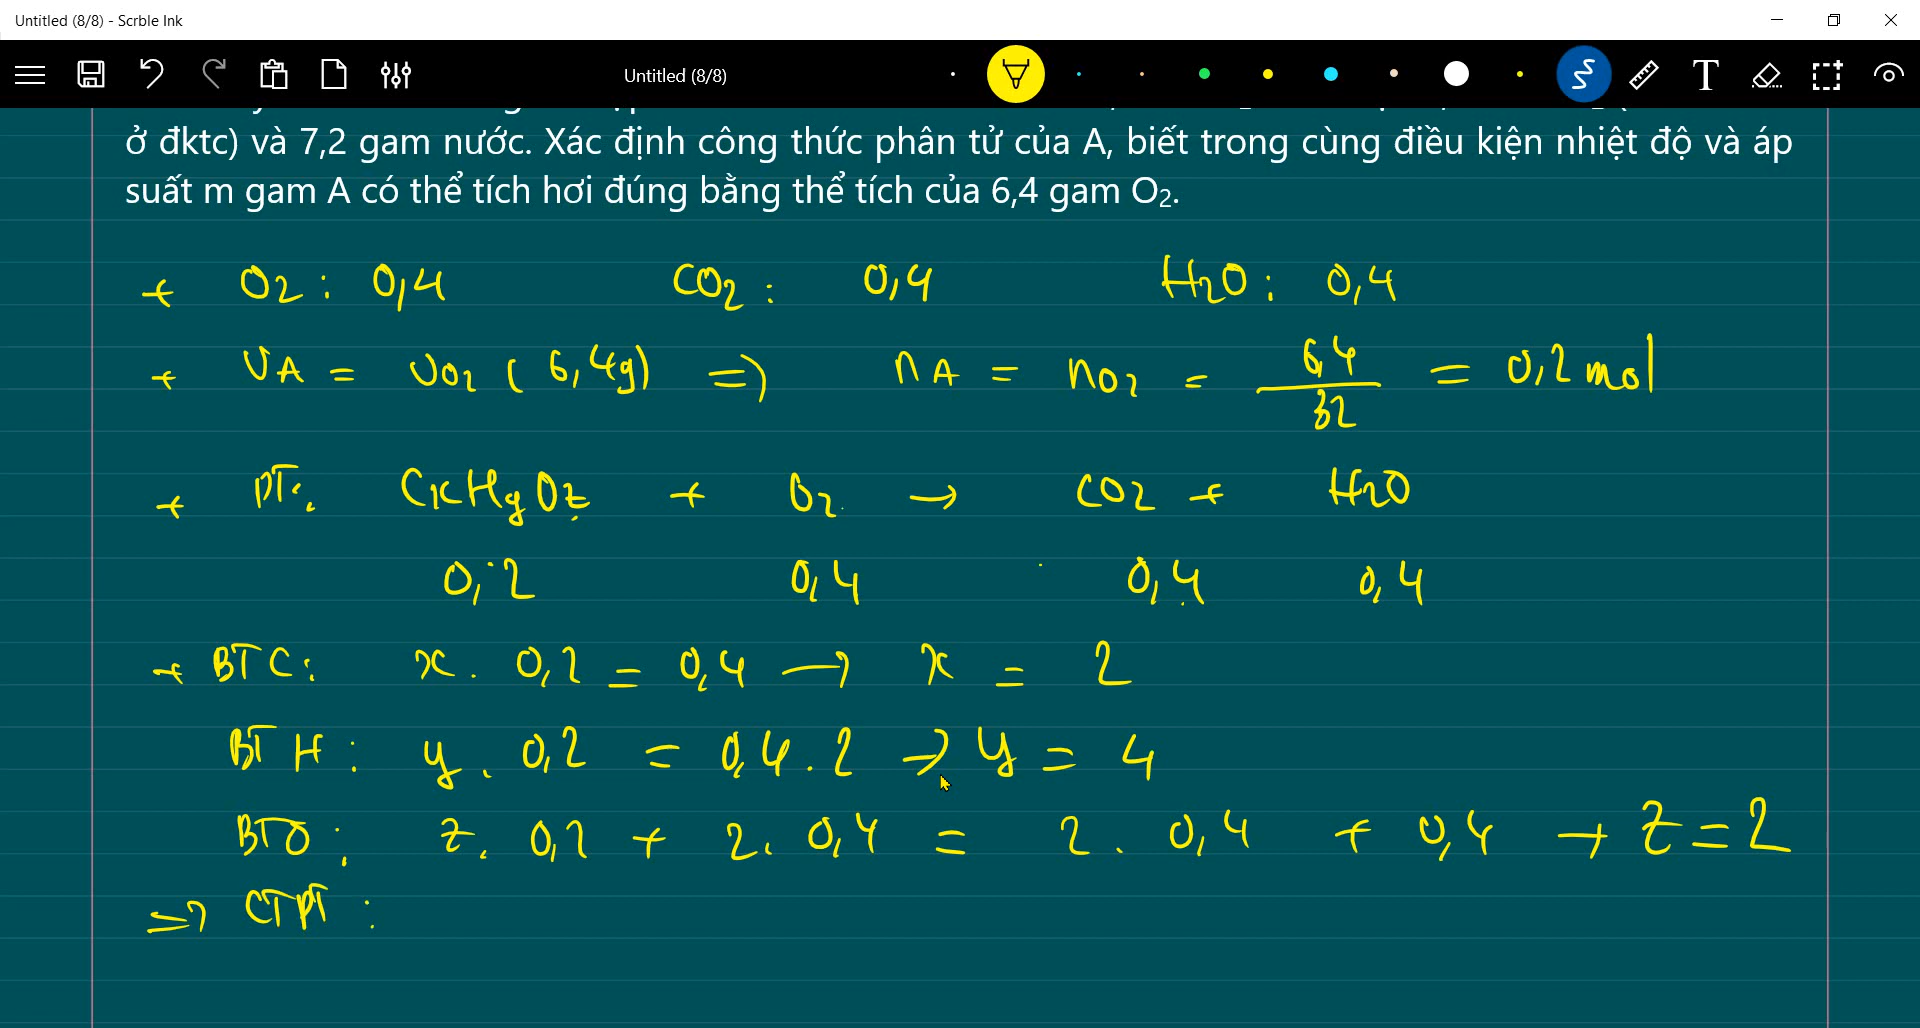 Untitled (8/8) - Scrble Ink
Untitled (8/8)
T
ở đktc) và 7,2 gam nước. Xác định công thức phân tử của A, biết trong cùng điều kiện nhiệt độ và áp
suất m gam A có thể tích hơi đúng bằng thể tích của 6,4 gam O₂.
+ O2 : 0,4 CO2 : 0,4 H2O : 0,4
+ VA = VO2 ( 6,4g) => nA = nO2 = 6,4/32 = 0,2 mol
+ PT: CxHyOz + O2 → CO2 + H2O
0,2 0,4 0,4 0,4
+ BTC: x . 0,2 = 0,4 → x = 2
BTH : y . 0,2 = 0,4 . 2 → y = 4
BTO : z . 0,2 + 2 . 0,4 = 2 . 0,4 + 0,4 → z = 2
=> CTPT :